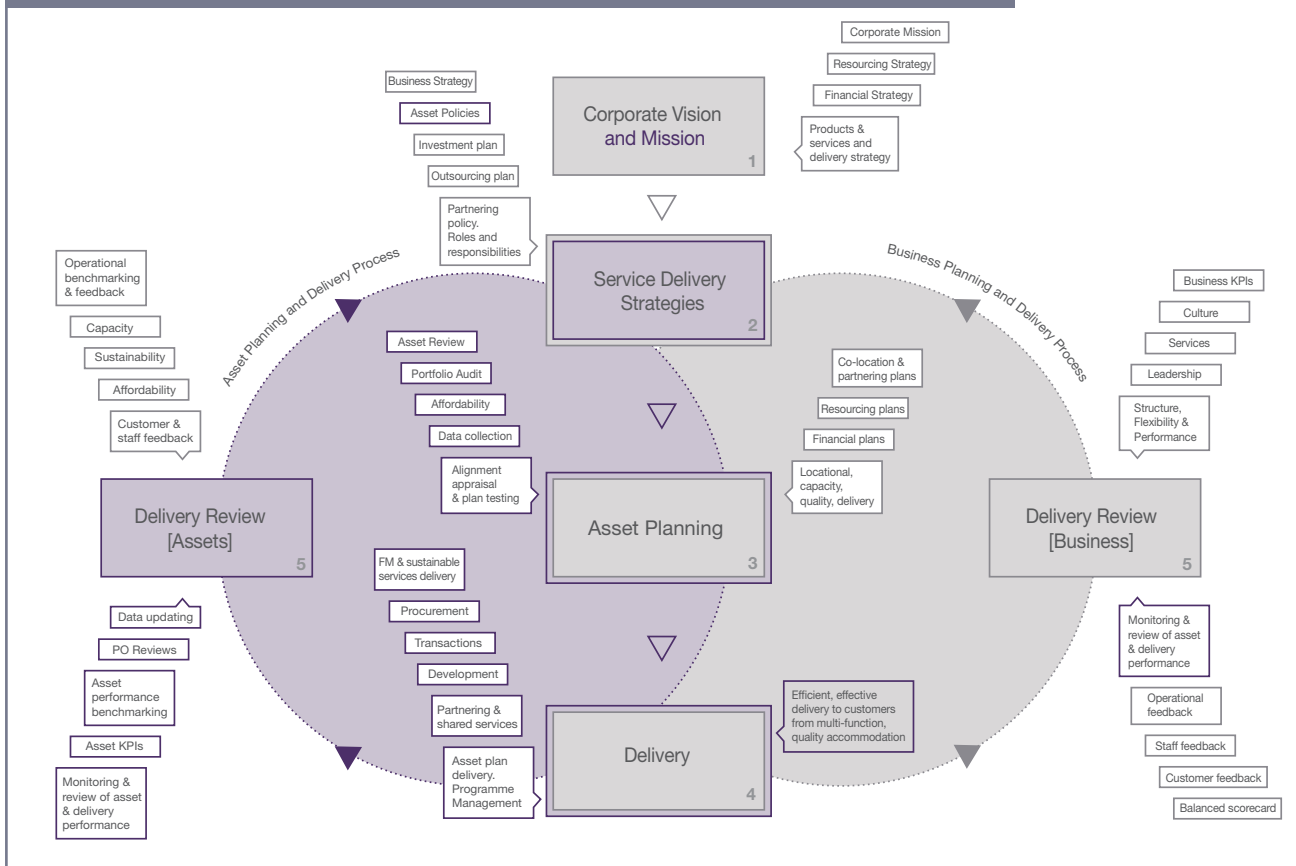 Corporate Mission
Resourcing Strategy
Financial Strategy
Products &
services and
delivery strategy
Business Strategy
Asset Policies
Investment plan
Outsourcing plan
Partnering
policy.
Roles and
responsibilities
Corporate Vision
and Mission
1
Asset Planning and Delivery Process
Business Planning and Delivery Process
Service Delivery
Strategies
2
Operational
benchmarking
& feedback
Capacity
Sustainability
Affordability
Customer &
staff feedback
Business KPIs
Culture
Services
Leadership
Structure,
Flexibility &
Performance
Asset Review
Portfolio Audit
Affordability
Data collection
Alignment
appraisal
& plan testing
Co-location &
partnering plans
Resourcing plans
Financial plans
Locational,
capacity,
quality, delivery
Delivery Review
[Assets]
5
Asset Planning
3
Delivery Review
[Business]
5
FM & sustainable
services delivery
Procurement
Transactions
Development
Partnering &
shared services
Asset plan
delivery.
Programme
Management
Data updating
PO Reviews
Asset
performance
benchmarking
Asset KPIs
Monitoring &
review of asset
& delivery
performance
Delivery
4
Efficient, effective
delivery to customers
from multi-function,
quality accommodation
Monitoring &
review of asset
& delivery
performance
Operational
feedback
Staff feedback
Customer feedback
Balanced scorecard